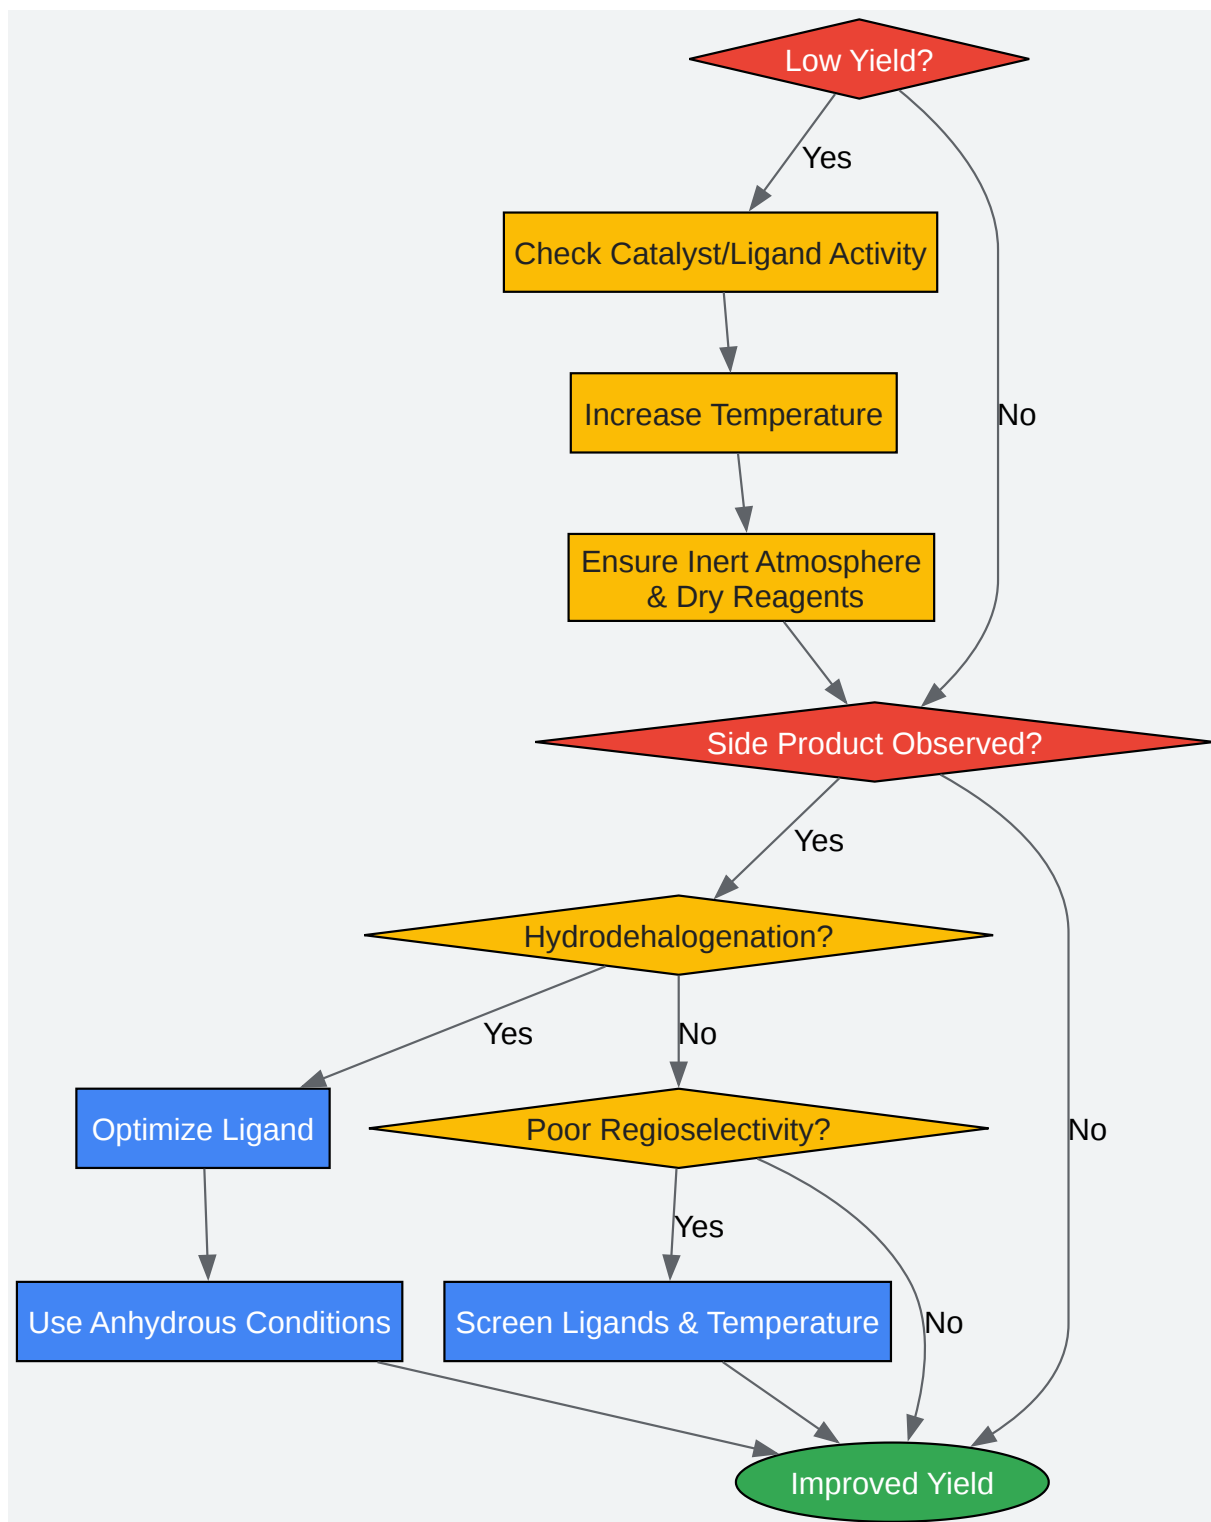 Low Yield?
Yes
Check Catalyst/Ligand Activity
Increase Temperature
No
Ensure Inert Atmosphere
& Dry Reagents
Side Product Observed?
Yes
Hydrodehalogenation?
Yes
No
Optimize Ligand
Poor Regioselectivity?
No
Yes
Use Anhydrous Conditions
Screen Ligands & Temperature
No
Improved Yield